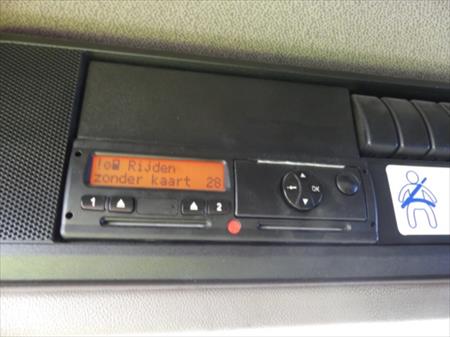 !o Rijden
zonder kaart 28
1 2
OK